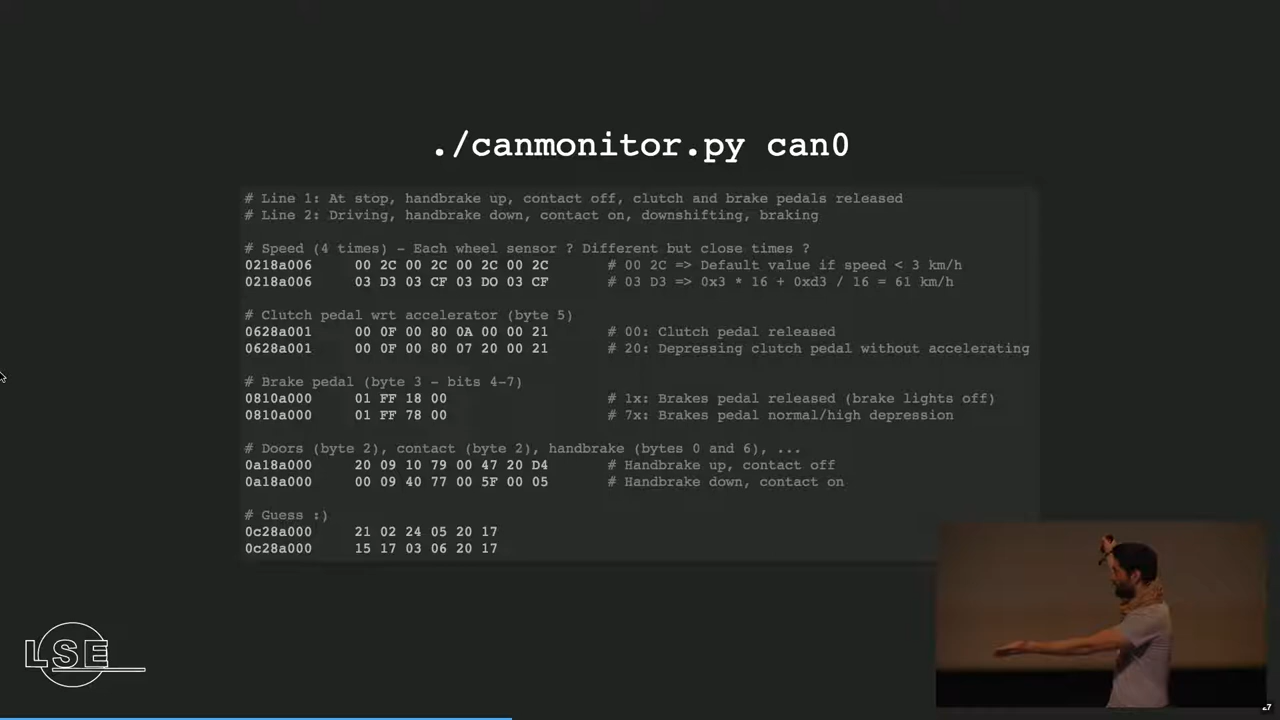 ./canmonitor.py can0
# Line 1: At stop, handbrake up, contact off, clutch and brake pedals released
# Line 2: Driving, handbrake down, contact on, downshifting, braking
# Speed (4 times) - Each wheel sensor ? Different but close times ?
0218a006 00 2C 00 2C 00 2C 00 2C # 00 2C => Default value if speed < 3 km/h
0218a006 03 D3 03 CF 03 DO 03 CF # 03 D3 => 0x3 * 16 + 0xd3 / 16 = 61 km/h
# Clutch pedal wrt accelerator (byte 5)
0628a001 00 0F 00 80 0A 00 00 21 # 00: Clutch pedal released
0628a001 00 0F 00 80 07 20 00 21 # 20: Depressing clutch pedal without accelerating
# Brake pedal (byte 3 - bits 4-7)
0810a000 01 FF 18 00 # 1x: Brakes pedal released (brake lights off)
0810a000 01 FF 78 00 # 7x: Brakes pedal normal/high depression
# Doors (byte 2), contact (byte 2), handbrake (bytes 0 and 6), ...
0a18a000 20 09 10 79 00 47 20 D4 # Handbrake up, contact off
0a18a000 00 09 40 77 00 5F 00 05 # Handbrake down, contact on
# Guess :)
0c28a000 21 02 24 05 20 17
0c28a000 15 17 03 06 20 17
LSE